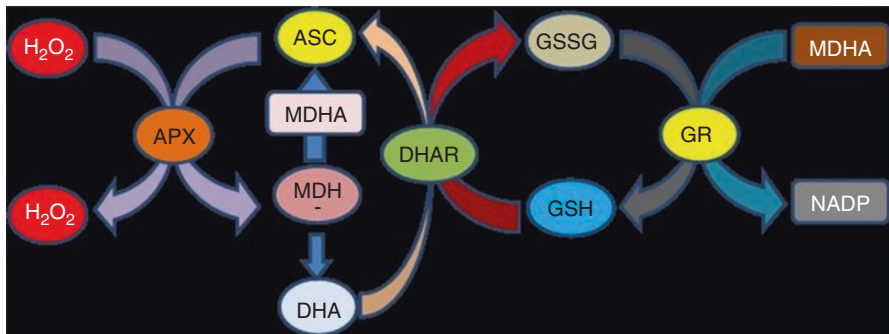 H₂O₂
ASC
GSSG
MDHA
MDHA
APX
DHAR
GR
MDH
-
H₂O₂
GSH
NADP
DHA